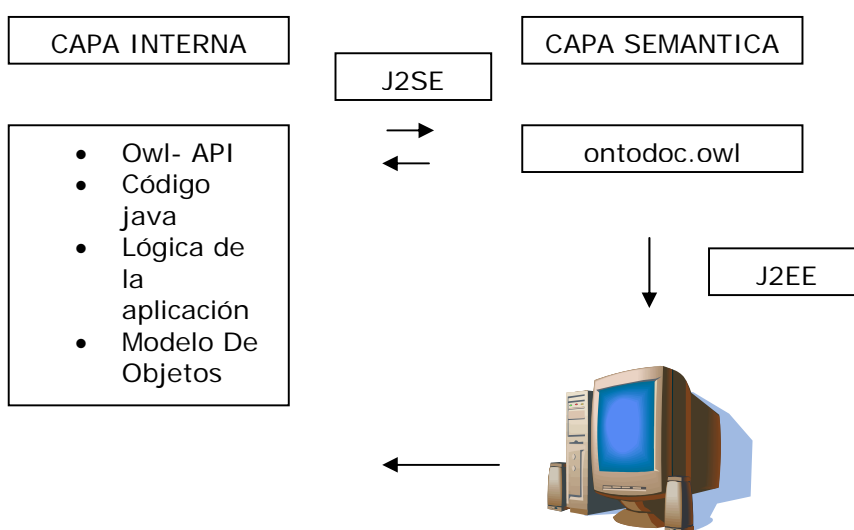 CAPA INTERNA
CAPA SEMANTICA
J2SE
• Owl- API
• Código
java
• Lógica de
la
aplicación
• Modelo De
Objetos
ontodoc.owl
J2EE